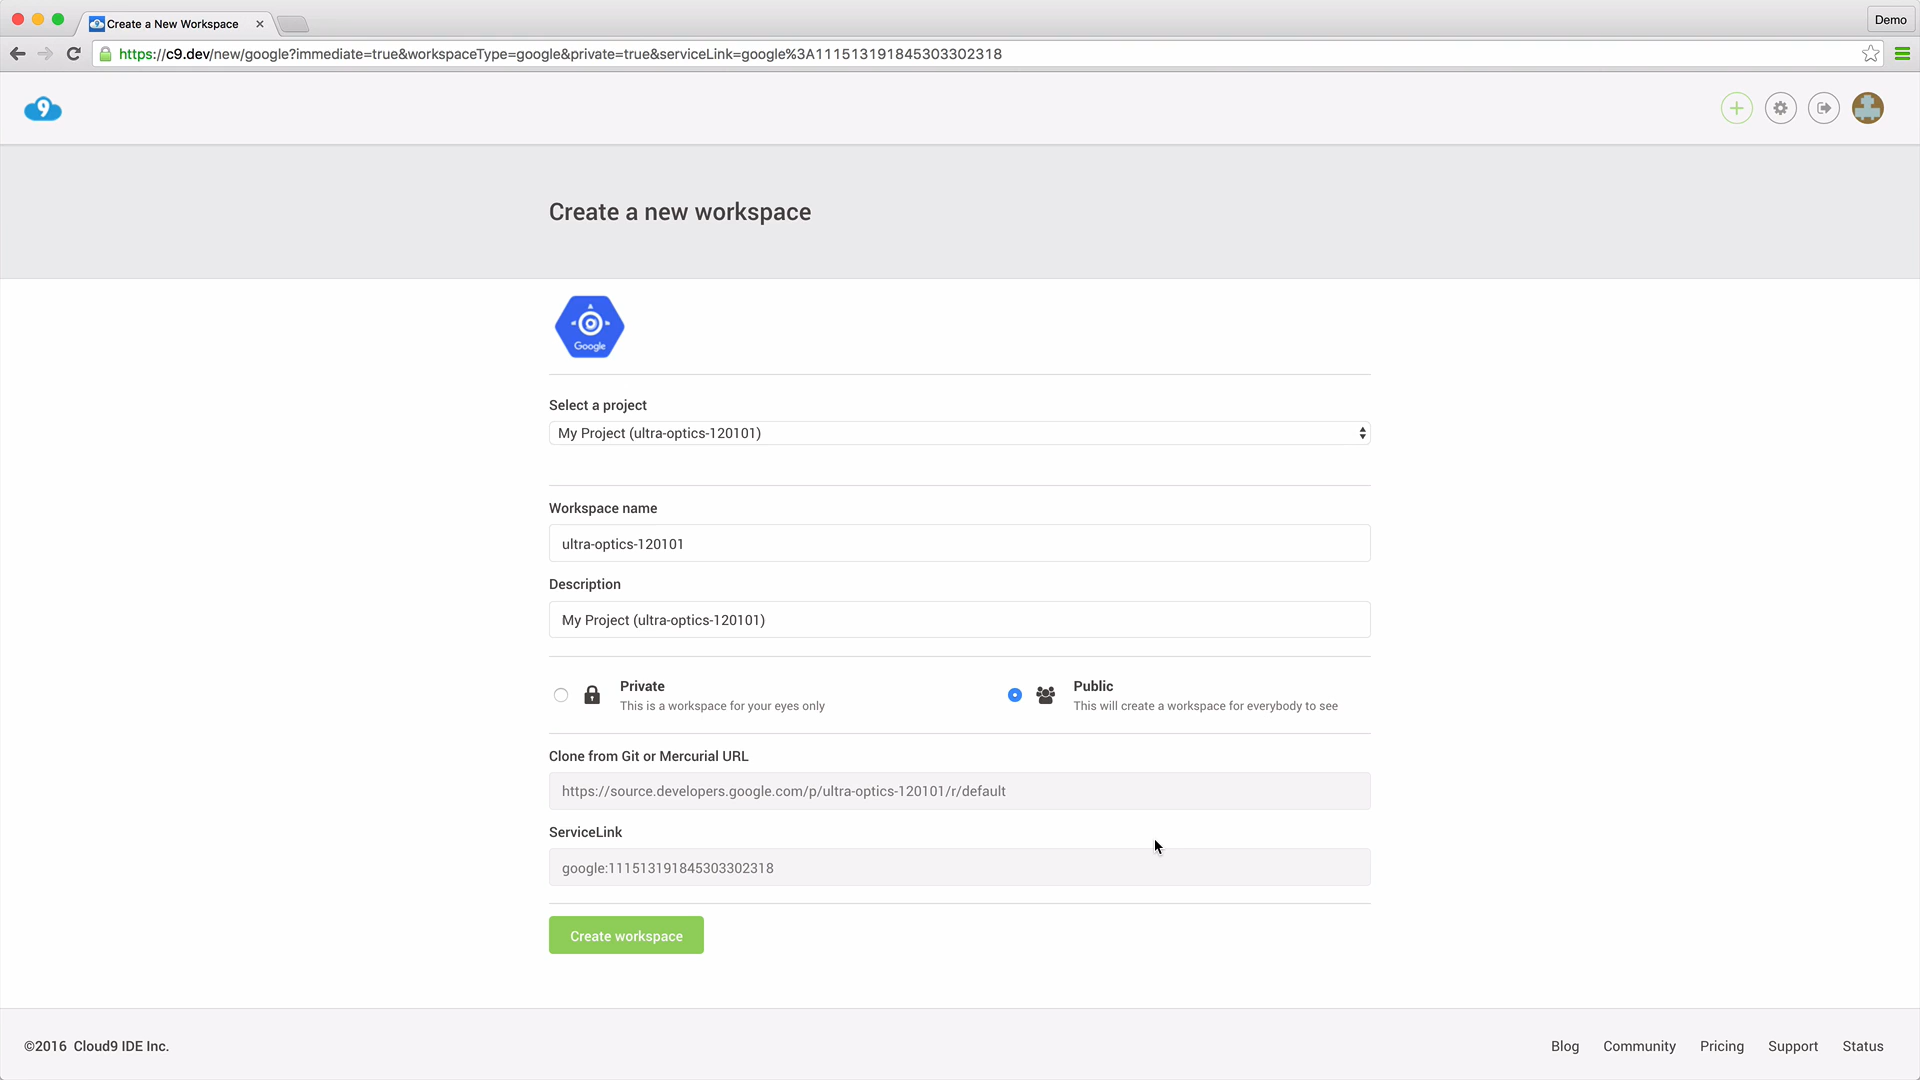 Create a New Workspace
Demo
https://c9.dev/new/google?immediate=true&workspaceType=google&private=true&serviceLink=google%3A111513191845303302318
9
Create a new workspace
Google
Select a project
My Project (ultra-optics-120101)
Workspace name
ultra-optics-120101
Description
My Project (ultra-optics-120101)
Private
This is a workspace for your eyes only
Public
This will create a workspace for everybody to see
Clone from Git or Mercurial URL
https://source.developers.google.com/p/ultra-optics-120101/r/default
ServiceLink
google:111513191845303302318
Create workspace
©2016 Cloud9 IDE Inc.
Blog Community Pricing Support Status